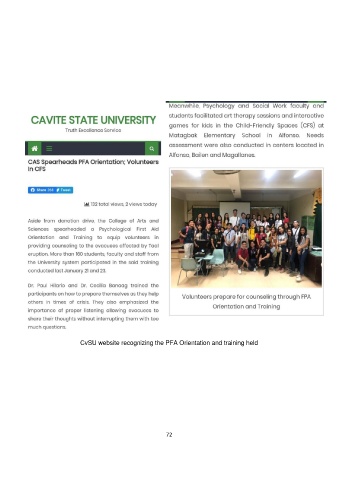 CAVITE STATE UNIVERSITY
Truth Excellence Service
CAS Spearheads PFA Orientation; Volunteers
in CIFS
Share
Tweet
132 total views, 2 views today
Aside from donation drive, the College of Arts and
Sciences spearheaded a Psychological First Aid
Orientation and Training to equip volunteers in
providing counseling to the evacuees affected by Taal
eruption. More than 100 students, faculty and staff from
the University system participated in the said training
conducted last January 21 and 23.
Dr. Paul Hilario and Dr. Cecilia Banaag trained the
participants on how to prepare themselves as they help
others in times of crisis. They also emphasized the
importance of proper listening allowing evacuees to
share their thoughts without interrupting them with too
much questions.
Meanwhile, Psychology and Social Work faculty and
students facilitated art therapy sessions and interactive
games for kids in the Child-Friendly Spaces (CFS) at
Matagbak Elementary School in Alfonso. Needs
assessment were also conducted in centers located in
Alfonso, Bailen and Magallanes.
Volunteers prepare for counseling through FPA
Orientation and Training
CvSU website recognizing the PFA Orientation and training held
72